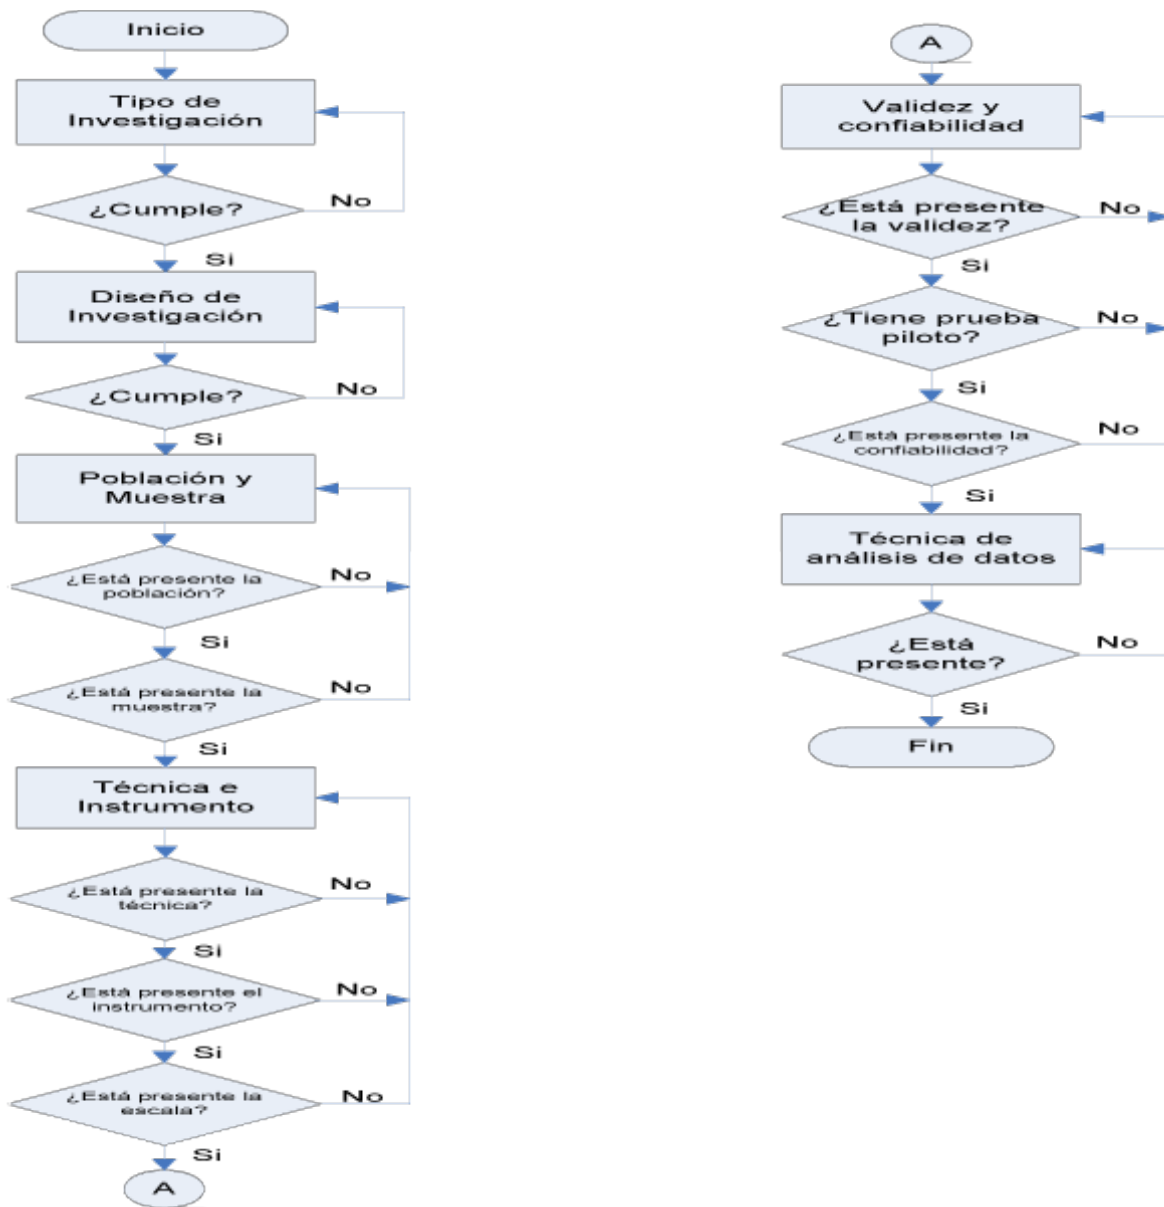 Inicio
Tipo de
Investigación
¿Cumple?
No
Si
Diseño de
Investigación
¿Cumple?
No
Si
Población y
Muestra
¿Está presente la
población?
No
Si
¿Está presente la
muestra?
No
Si
Técnica e
Instrumento
¿Está presente la
técnica?
No
Si
¿Está presente el
instrumento?
No
Si
¿Está presente la
escala?
No
Si
A
A
Validez y
confiabilidad
¿Está presente
la validez?
No
Si
¿Tiene prueba
piloto?
No
Si
¿Está presente la
confiabilidad?
No
Si
Técnica de
análisis de datos
¿Está
presente?
No
Si
Fin